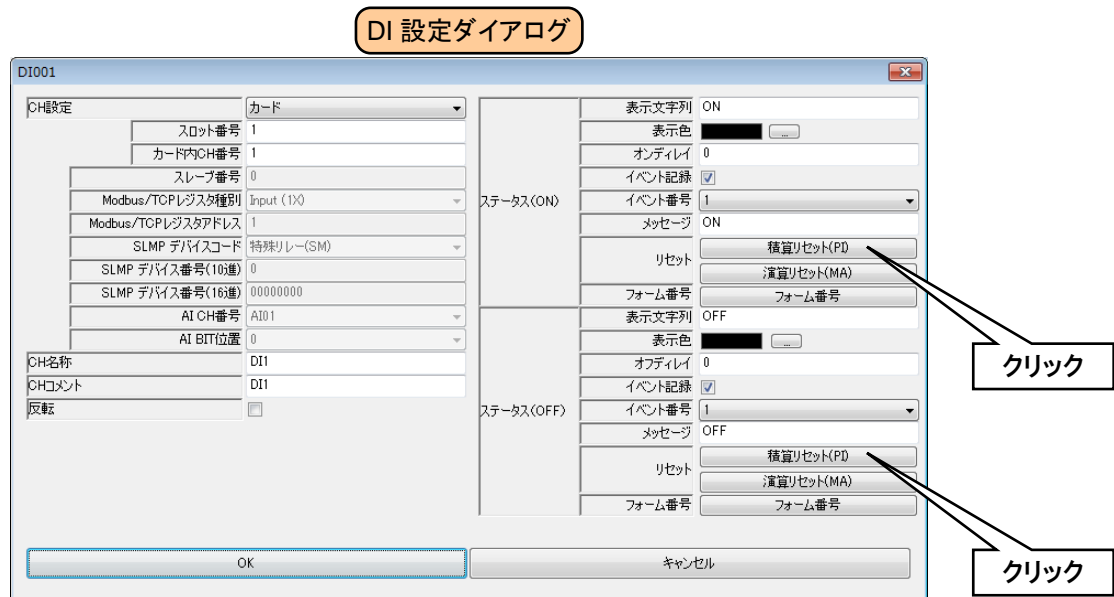 DI 設定ダイアログ
DI001
CH設定 カード
スロット番号 1
カード内CH番号 1
スレーブ番号 0
Modbus/TCPレジスタ種別 Input (1X)
Modbus/TCPレジスタアドレス 1
SLMP デバイスコード 特殊リレー(SM)
SLMP デバイス番号(10進) 0
SLMP デバイス番号(16進) 00000000
AI CH番号 AI01
AI BIT位置 0
CH名称 DI1
CHコメント DI1
反転
ステータス(ON)
表示文字列 ON
表示色 ...
オンディレイ 0
イベント記録
イベント番号 1
メッセージ ON
リセット 積算リセット(PI)
演算リセット(MA)
フォーム番号 フォーム番号
ステータス(OFF)
表示文字列 OFF
表示色 ...
オフディレイ 0
イベント記録
イベント番号 1
メッセージ OFF
リセット 積算リセット(PI)
演算リセット(MA)
フォーム番号 フォーム番号
クリック
クリック
OK キャンセル